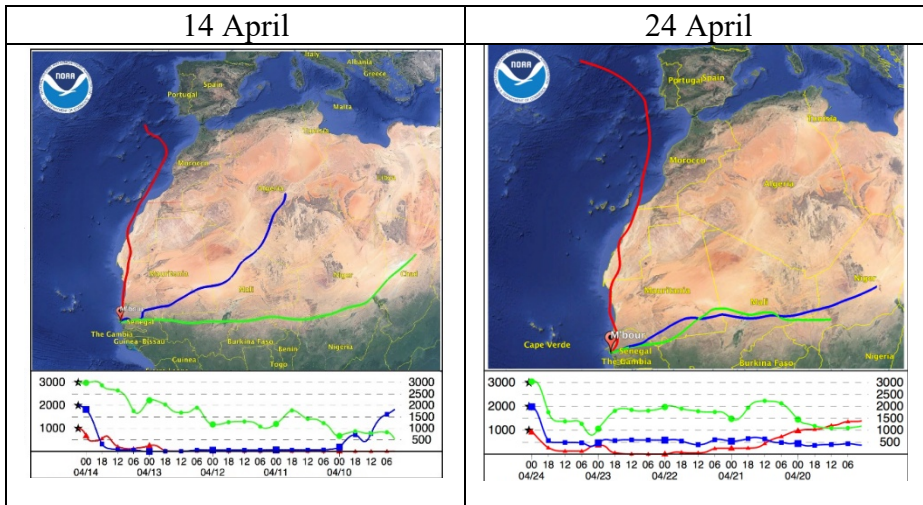 14 April
24 April
NOAA
Portugal
Spain
Italy
Albania
Greece
Malta
Tunisia
Morocco
Algeria
Mauritania
Mali
Niger
Chad
M'bour
Senegal
The Gambia
Guinea-Bissau
Guinea
Burkina Faso
Benin
Togo
Nigeria
3000
2000
1000
3000
2500
2000
1500
1000
500
00 18 12 06 00 18 12 06 00 18 12 06 00 18 12 06 00 18 12 06
04/14 04/13 04/12 04/11 04/10
NOAA
Portugal
Spain
Tunisia
Morocco
Algeria
Mauritania
Mali
Niger
M'bour
Cape Verde
Senegal
The Gambia
Burkina Faso
Nigeria
3000
2000
1000
3000
2500
2000
1500
1000
500
00 18 12 06 00 18 12 06 00 18 12 06 00 18 12 06 00 18 12 06
04/24 04/23 04/22 04/21 04/20